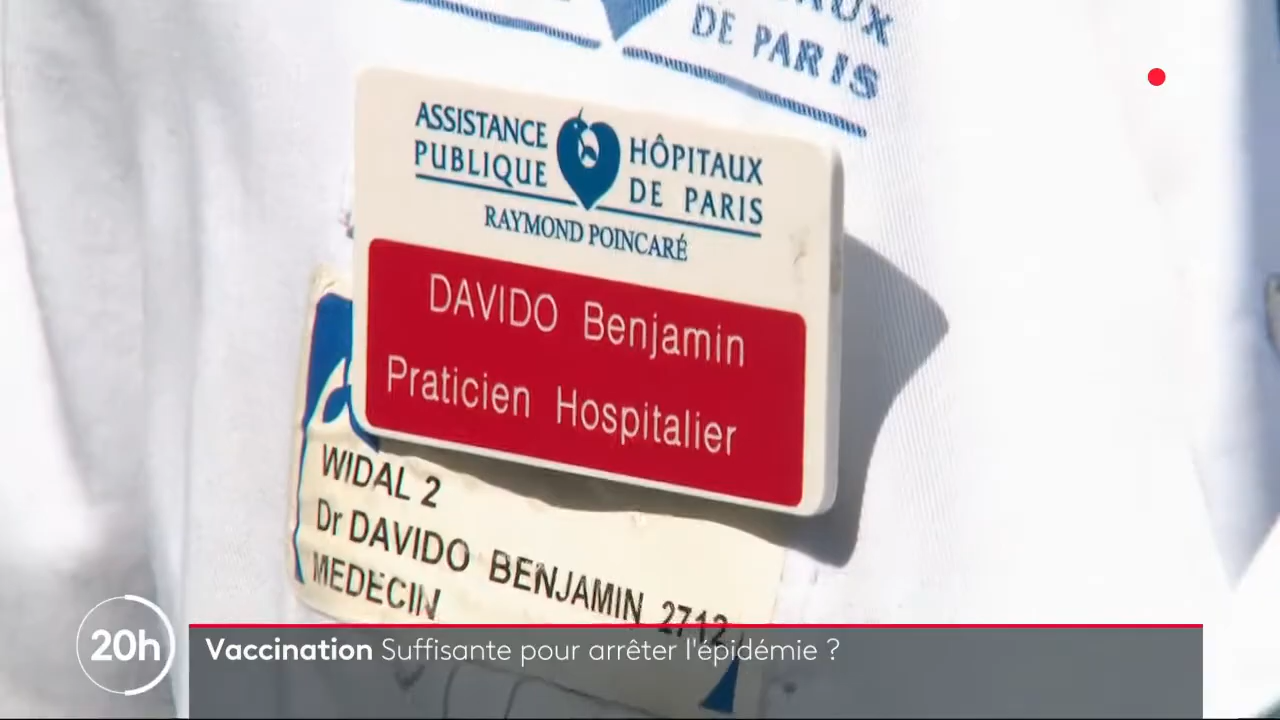 DE PARIS
ASSISTANCE PUBLIQUE
HÔPITAUX DE PARIS
RAYMOND POINCARÉ
DAVIDO Benjamin
Praticien Hospitalier
WIDAL 2
Dr DAVIDO BENJAMIN 2712
MEDECIN
20h
Vaccination Suffisante pour arrêter l'épidémie ?